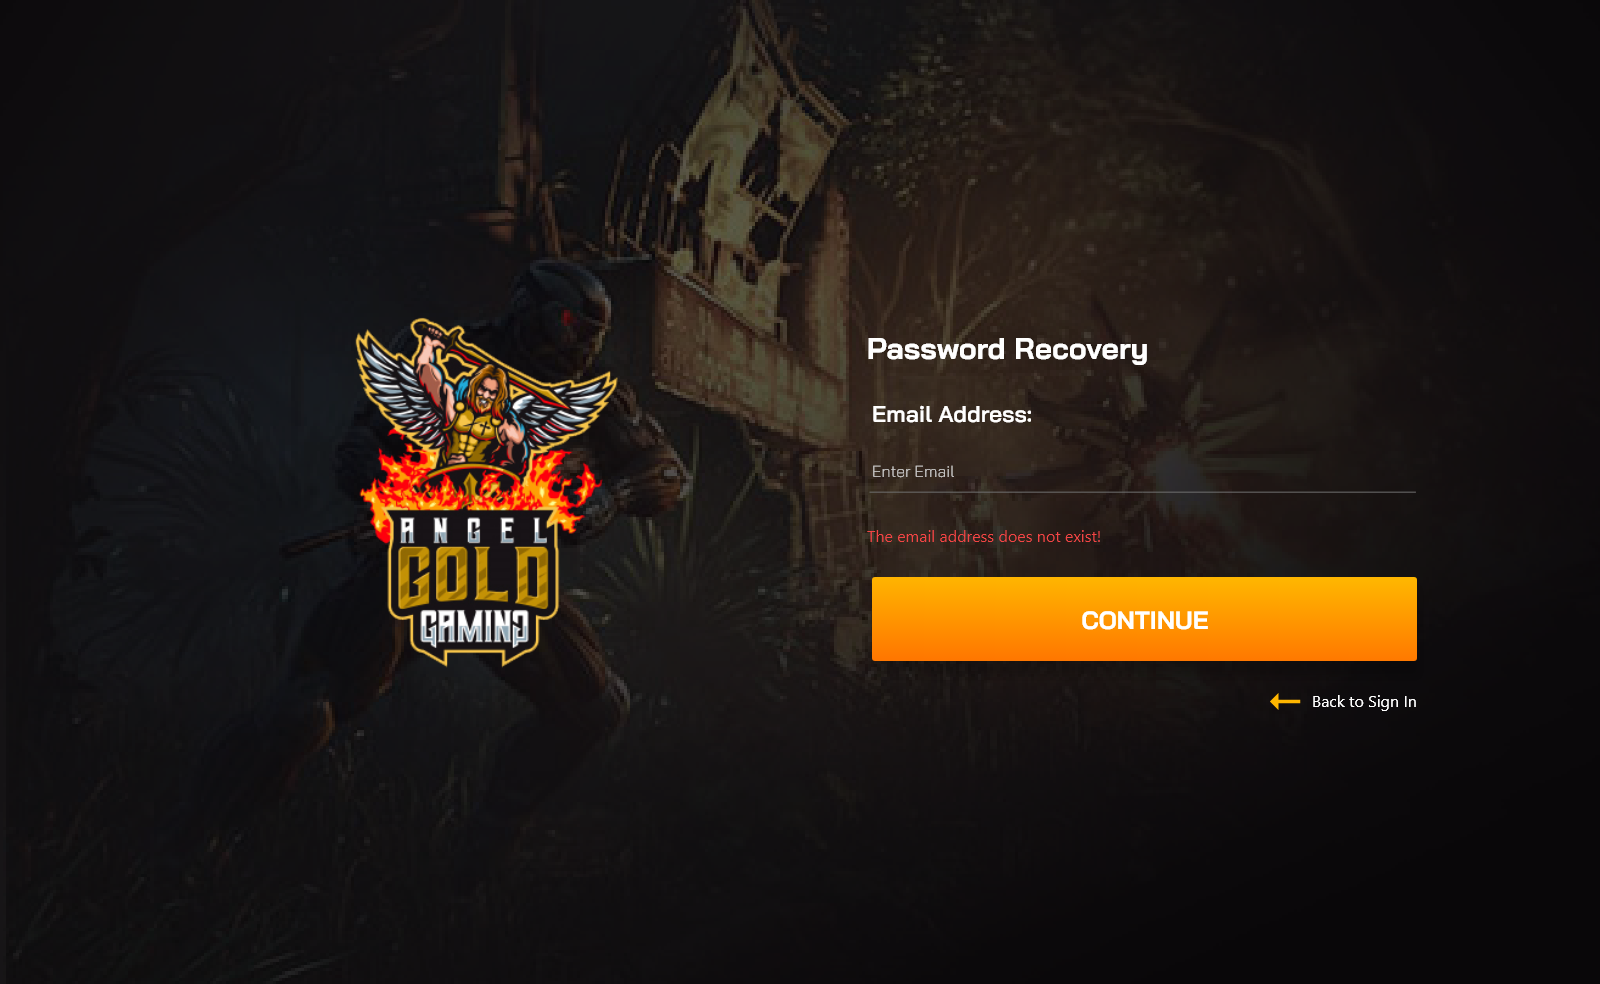 ANGEL
GOLD
GAMING
Password Recovery
Email Address:
Enter Email
The email address does not exist!
CONTINUE
Back to Sign In